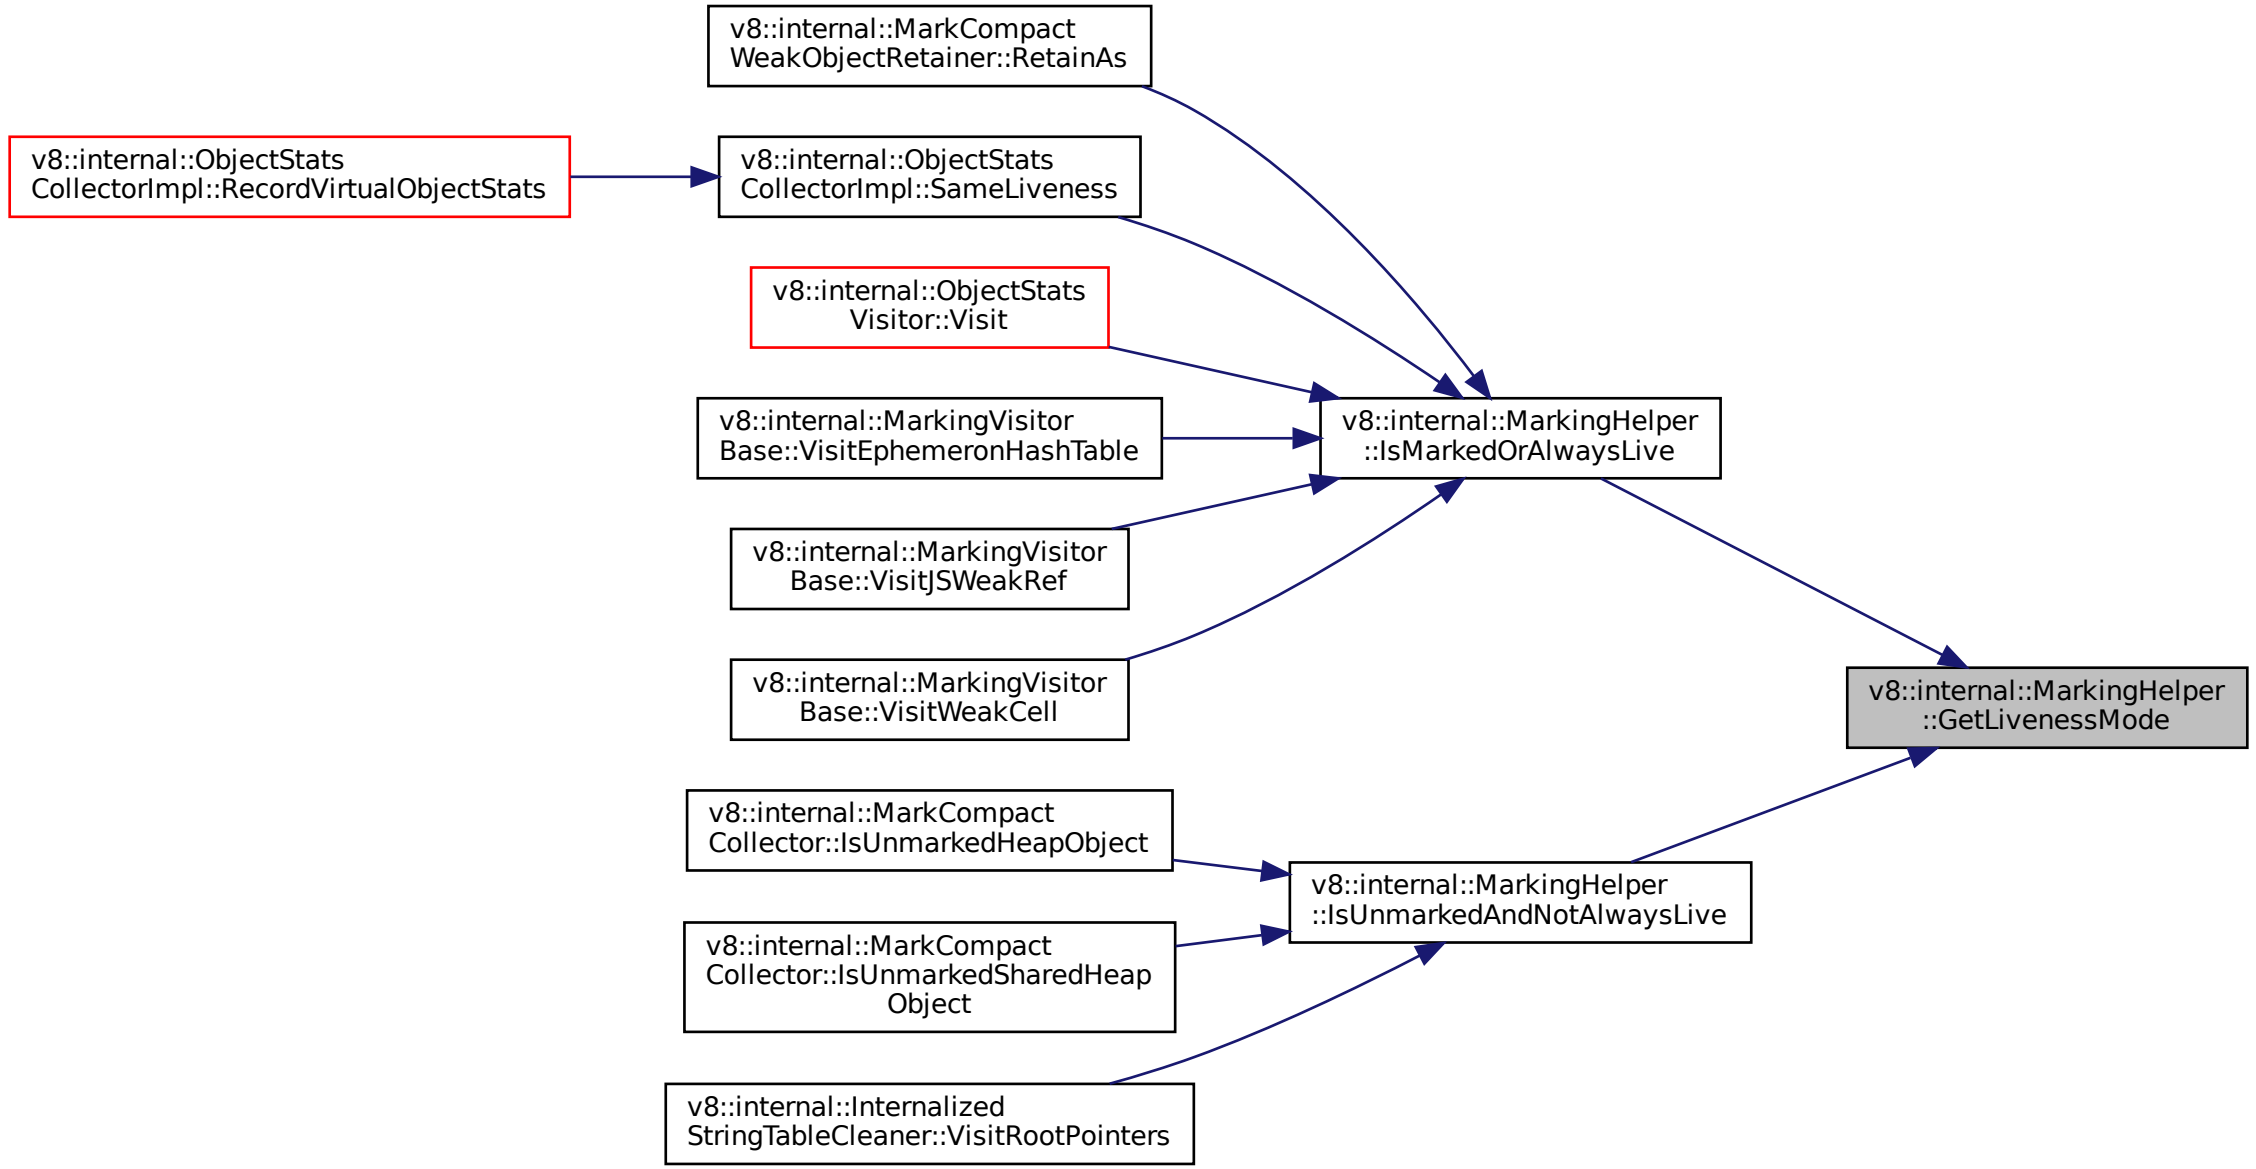 v8::internal::MarkCompact
WeakObjectRetainer::RetainAs
v8::internal::ObjectStats
CollectorImpl::RecordVirtualObjectStats
v8::internal::ObjectStats
CollectorImpl::SameLiveness
v8::internal::ObjectStats
Visitor::Visit
v8::internal::MarkingVisitor
Base::VisitEphemeronHashTable
v8::internal::MarkingHelper
::IsMarkedOrAlwaysLive
v8::internal::MarkingVisitor
Base::VisitJSWeakRef
v8::internal::MarkingVisitor
Base::VisitWeakCell
v8::internal::MarkingHelper
::GetLivenessMode
v8::internal::MarkCompact
Collector::IsUnmarkedHeapObject
v8::internal::MarkingHelper
::IsUnmarkedAndNotAlwaysLive
v8::internal::MarkCompact
Collector::IsUnmarkedSharedHeap
Object
v8::internal::Internalized
StringTableCleaner::VisitRootPointers